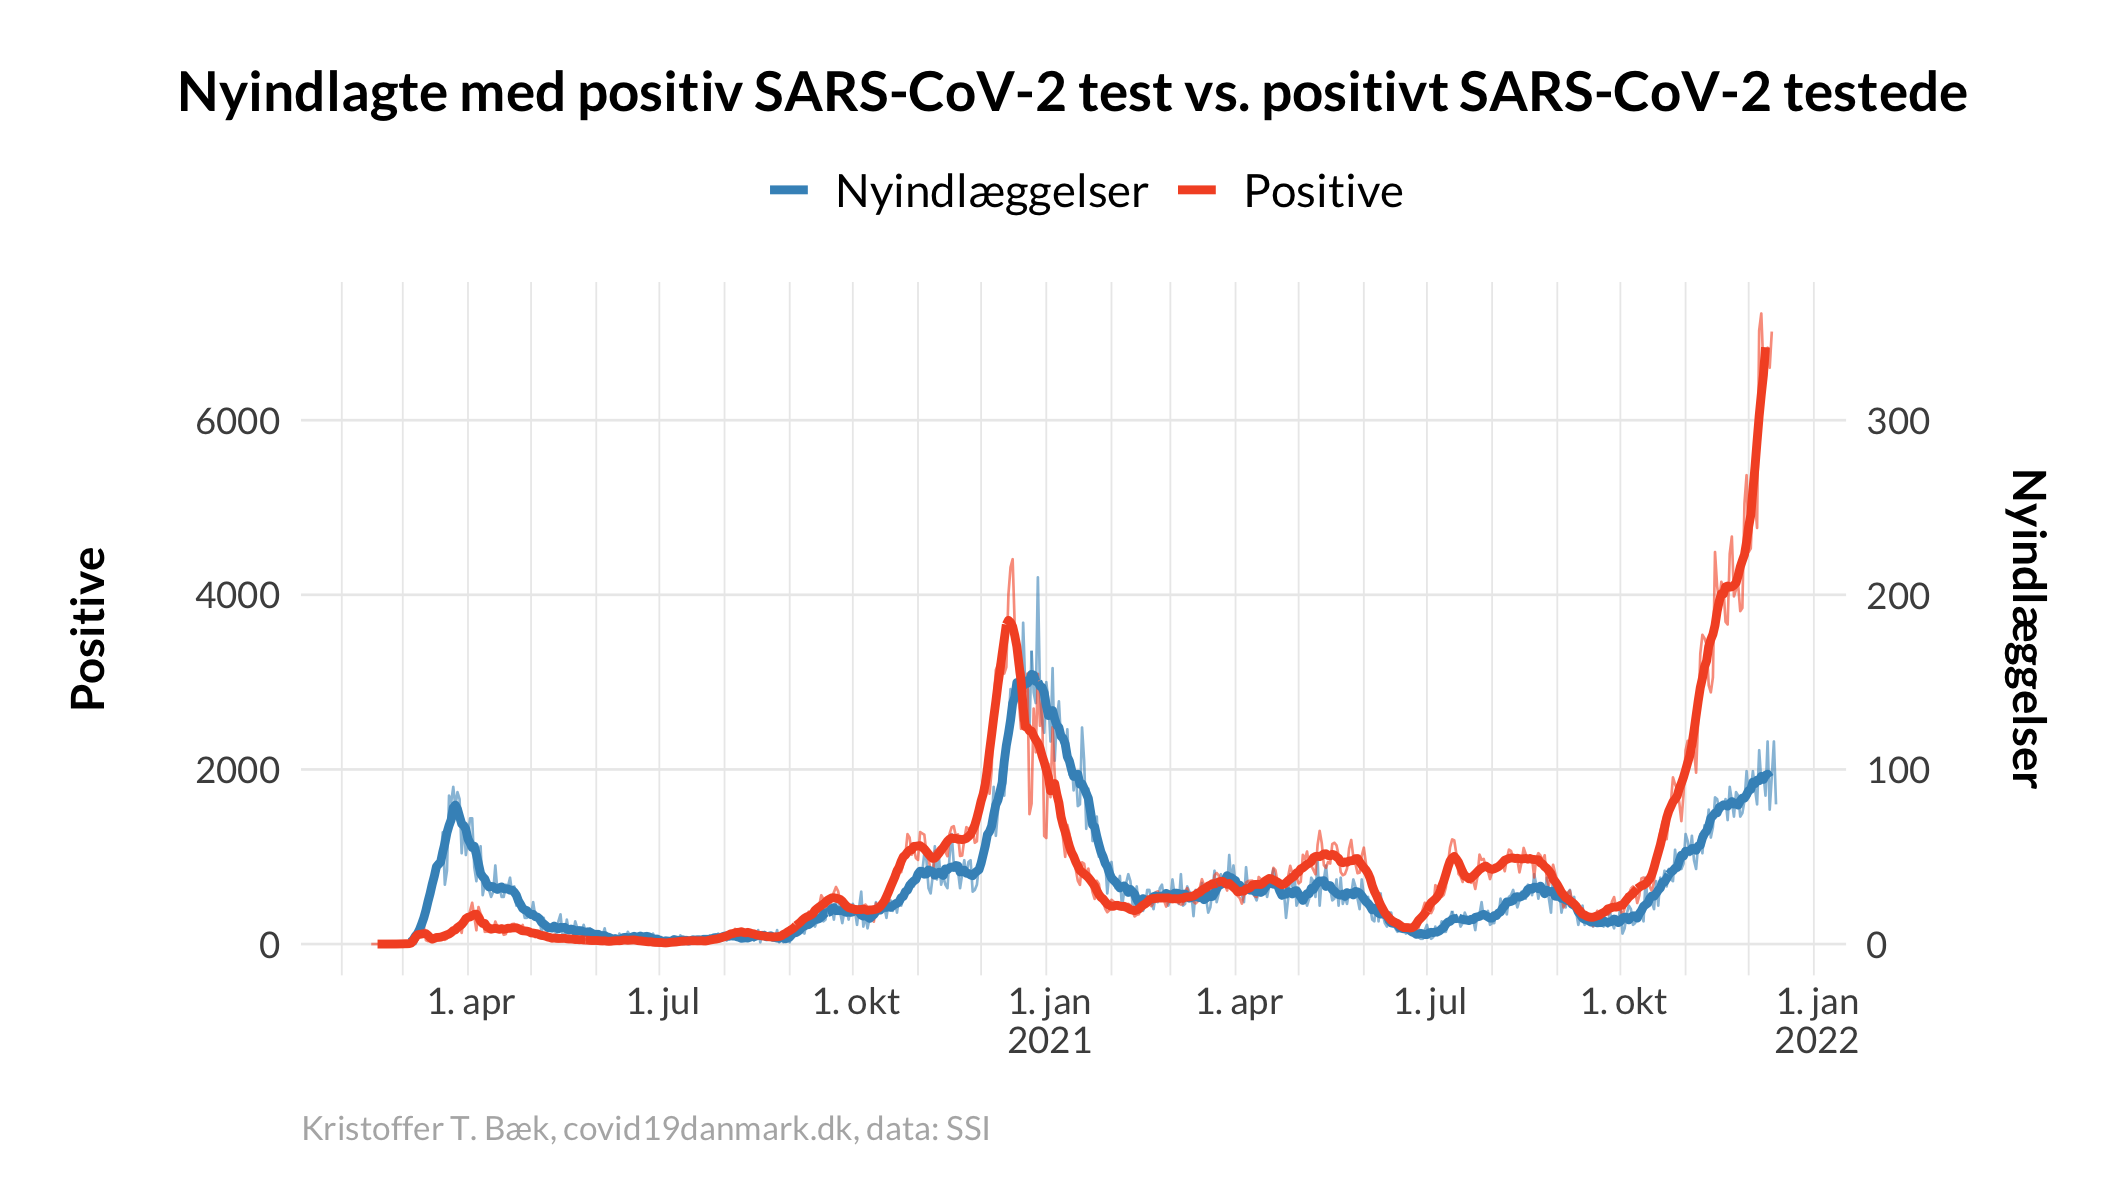 Nyindlagte med positiv SARS-CoV-2 test vs. positivt SARS-CoV-2 testede
Nyindlæggelser Positive
Positive
6000
4000
2000
0
300
200
100
0
Nyindlæggelser
1. apr 1. jul 1. okt 1. jan 1. apr 1. jul 1. okt 1. jan
2021 2022
Kristoffer T. Bæk, covid19danmark.dk, data: SSI